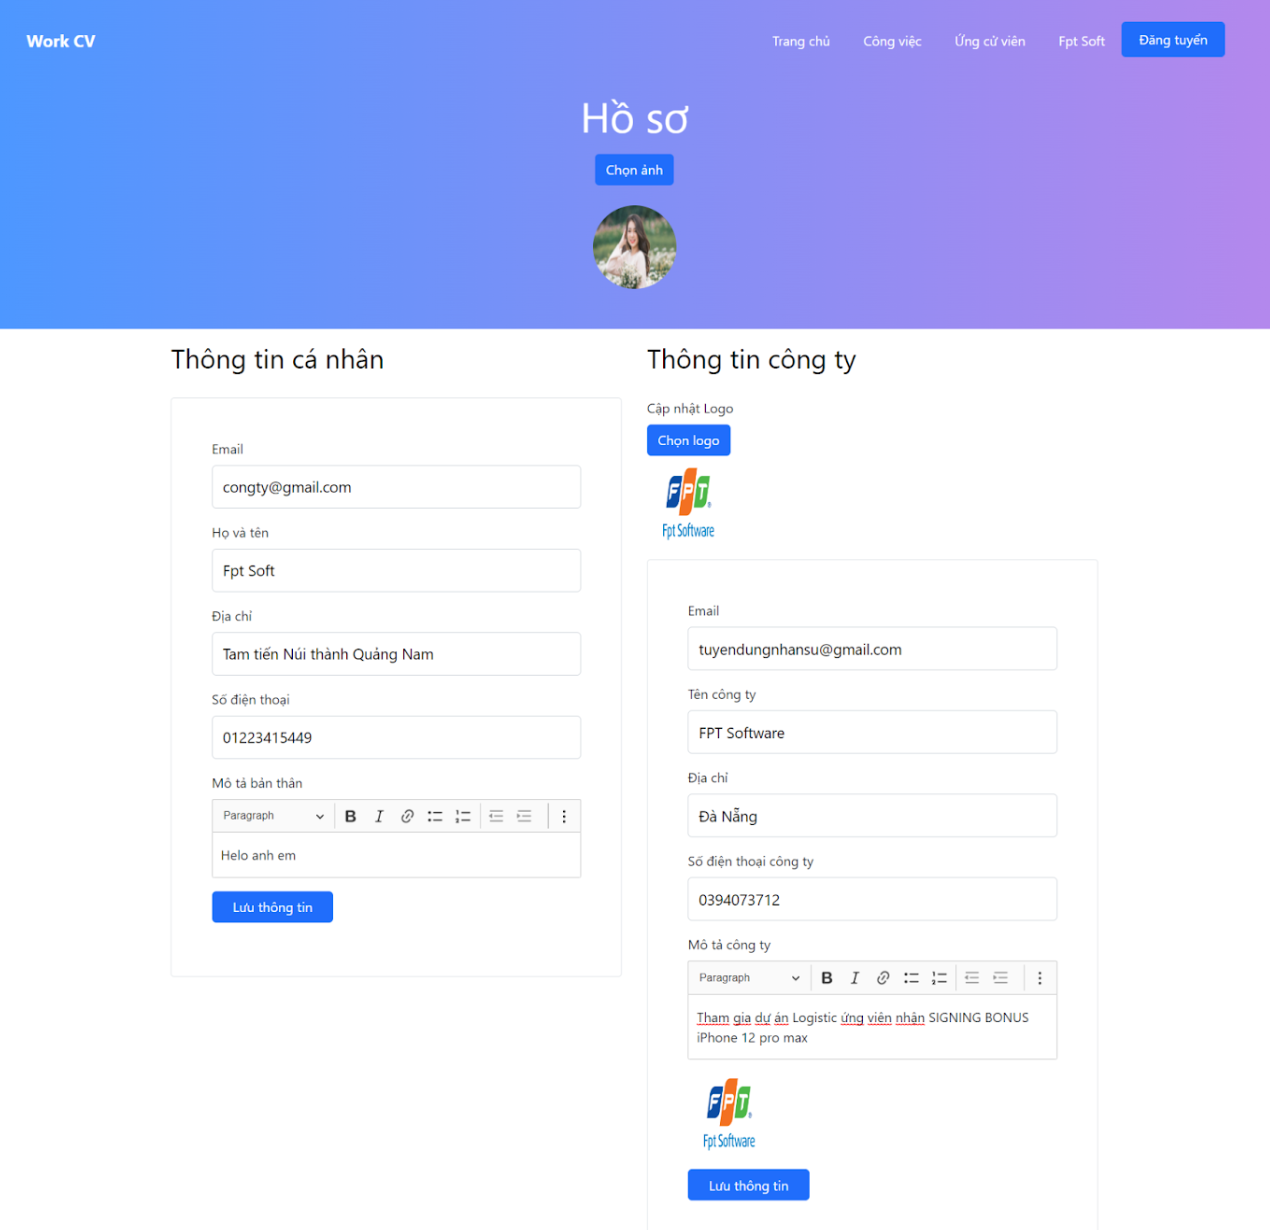 Work CV
Trang chủ
Công việc
Ứng cử viên
Fpt Soft
Đăng tuyển
Hồ sơ
Chọn ảnh
Thông tin cá nhân
Email
congty@gmail.com
Họ và tên
Fpt Soft
Địa chỉ
Tam tiến Núi thành Quảng Nam
Số điện thoại
01223415449
Mô tả bản thân
Paragraph
Helo anh em
Lưu thông tin
Thông tin công ty
Cập nhật Logo
Chọn logo
FPT
Fpt Software
Email
tuyendungnhansu@gmail.com
Tên công ty
FPT Software
Địa chỉ
Đà Nẵng
Số điện thoại công ty
0394073712
Mô tả công ty
Paragraph
Tham gia dự án Logistic ứng viên nhận SIGNING BONUS
iPhone 12 pro max
FPT
Fpt Software
Lưu thông tin